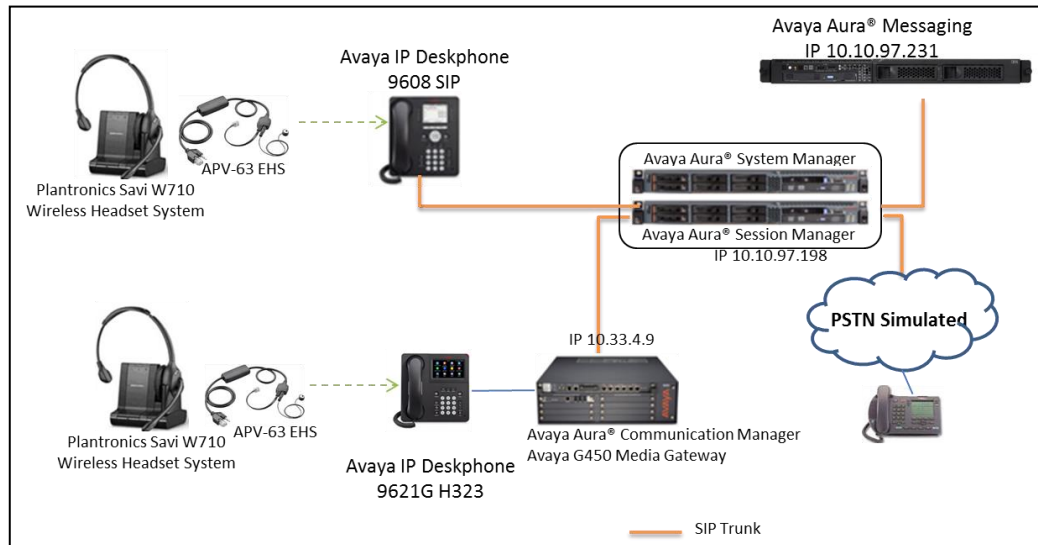 Avaya Aura® Messaging
IP 10.10.97.231
Avaya IP Deskphone
9608 SIP
APV-63 EHS
Plantronics Savi W710
Wireless Headset System
Avaya Aura® System Manager
Avaya Aura® Session Manager
IP 10.10.97.198
PSTN Simulated
IP 10.33.4.9
AVAYA
APV-63 EHS
Plantronics Savi W710
Wireless Headset System
Avaya Aura® Communication Manager
Avaya G450 Media Gateway
Avaya IP Deskphone
9621G H323
SIP Trunk